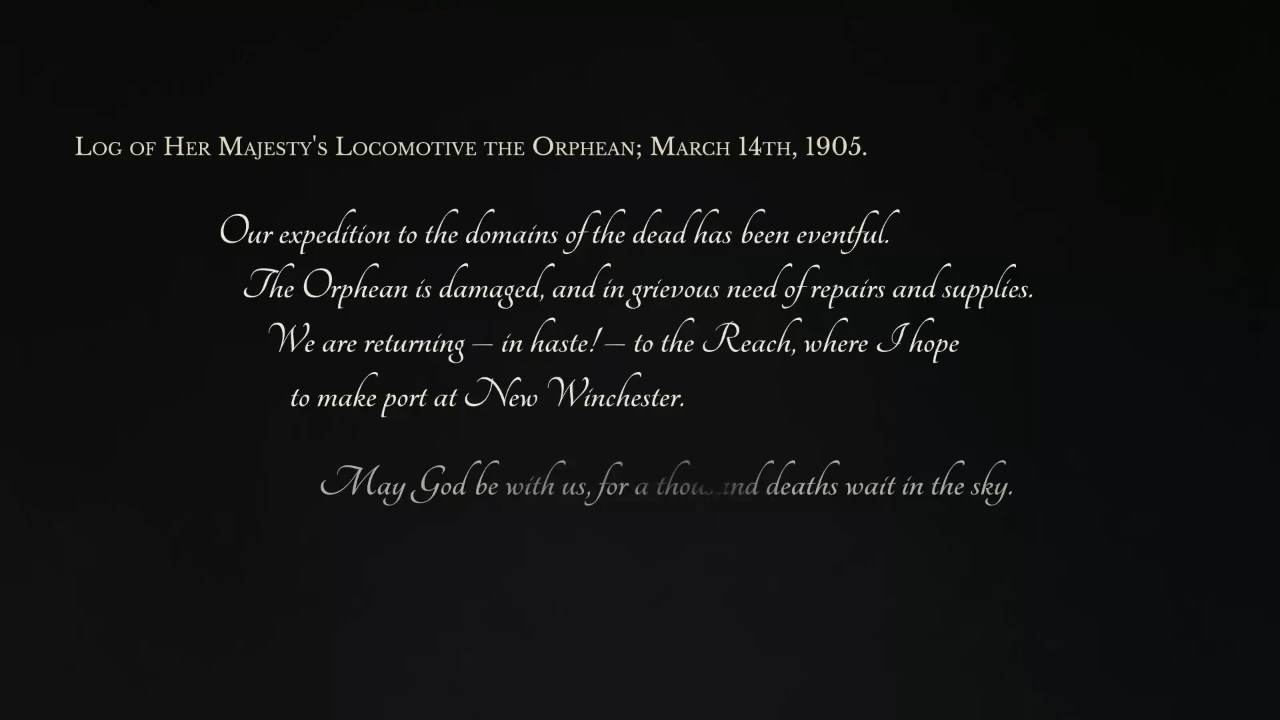 Log of Her Majesty's Locomotive the Orphean; March 14th, 1905.
Our expedition to the domains of the dead has been eventful.
The Orphean is damaged, and in grievous need of repairs and supplies.
We are returning — in haste! — to the Reach, where I hope
to make port at New Winchester.
May God be with us, for a thousand deaths wait in the sky.